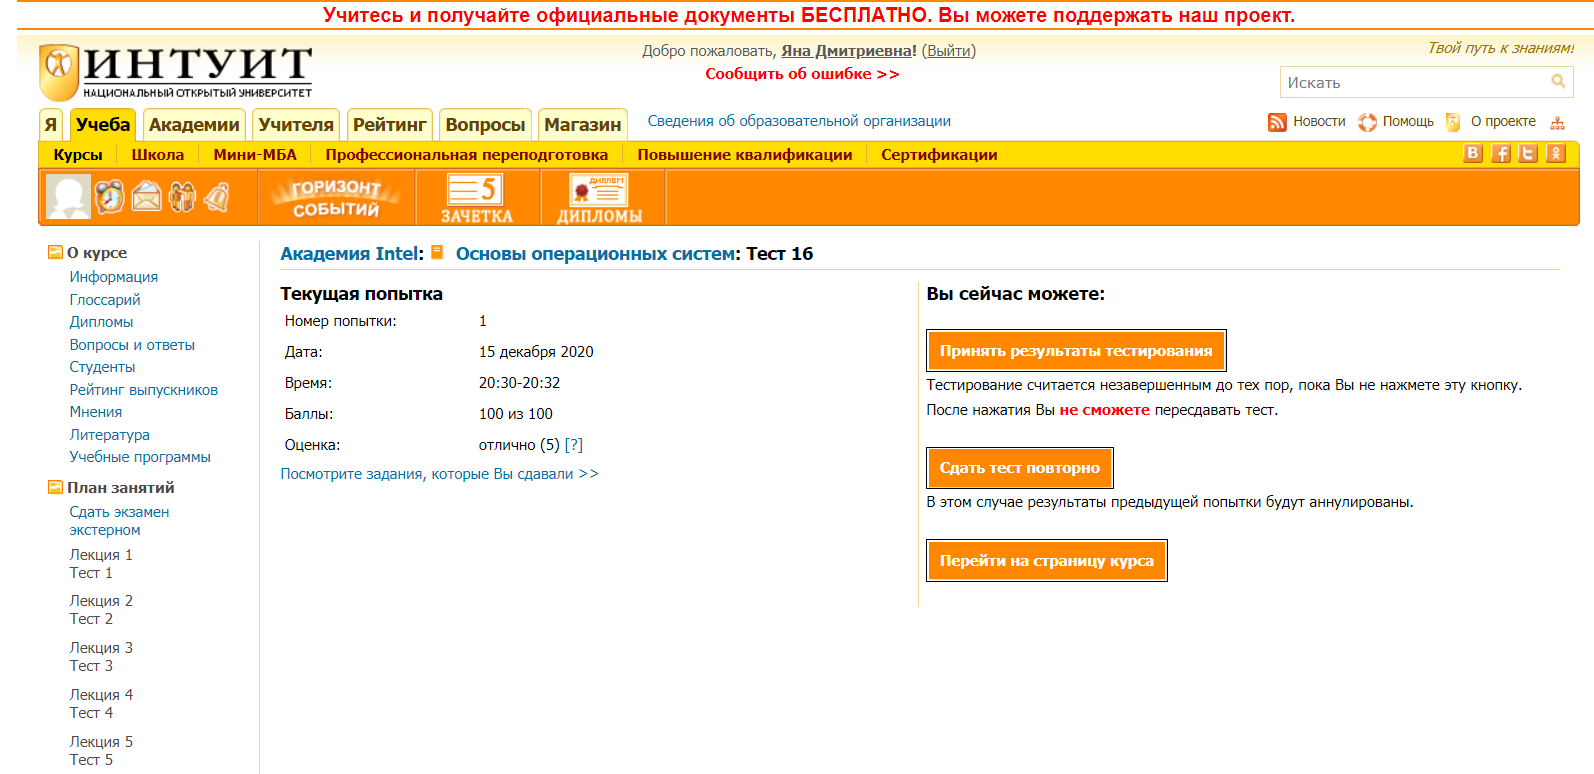 Учитесь и получайте официальные документы БЕСПЛАТНО. Вы можете поддержать наш проект.
ИНТУИТ
НАЦИОНАЛЬНЫЙ ОТКРЫТЫЙ УНИВЕРСИТЕТ
Добро пожаловать, Яна Дмитриевна! (Выйти)
Сообщить об ошибке >>
Твой путь к знаниям!
Искать
Я Учеба Академии Учителя Рейтинг Вопросы Магазин Сведения об образовательной организации
Новости Помощь О проекте
Курсы Школа Мини-МБА Профессиональная переподготовка Повышение квалификации Сертификации
ГОРИЗОНТ
СОБЫТИЙ
5
ЗАЧЕТКА
ДИПЛОМ
ДИПЛОМЫ
О курсе
Информация
Глоссарий
Дипломы
Вопросы и ответы
Студенты
Рейтинг выпускников
Мнения
Литература
Учебные программы
План занятий
Сдать экзамен
экстерном
Лекция 1
Тест 1
Лекция 2
Тест 2
Лекция 3
Тест 3
Лекция 4
Тест 4
Лекция 5
Тест 5
Академия Intel: Основы операционных систем: Тест 16
Текущая попытка
Номер попытки: 1
Дата: 15 декабря 2020
Время: 20:30-20:32
Баллы: 100 из 100
Оценка: отлично (5) [?]
Посмотрите задания, которые Вы сдавали >>
Вы сейчас можете:
Принять результаты тестирования
Тестирование считается незавершенным до тех пор, пока Вы не нажмете эту кнопку.
После нажатия Вы не сможете пересдавать тест.
Сдать тест повторно
В этом случае результаты предыдущей попытки будут аннулированы.
Перейти на страницу курса